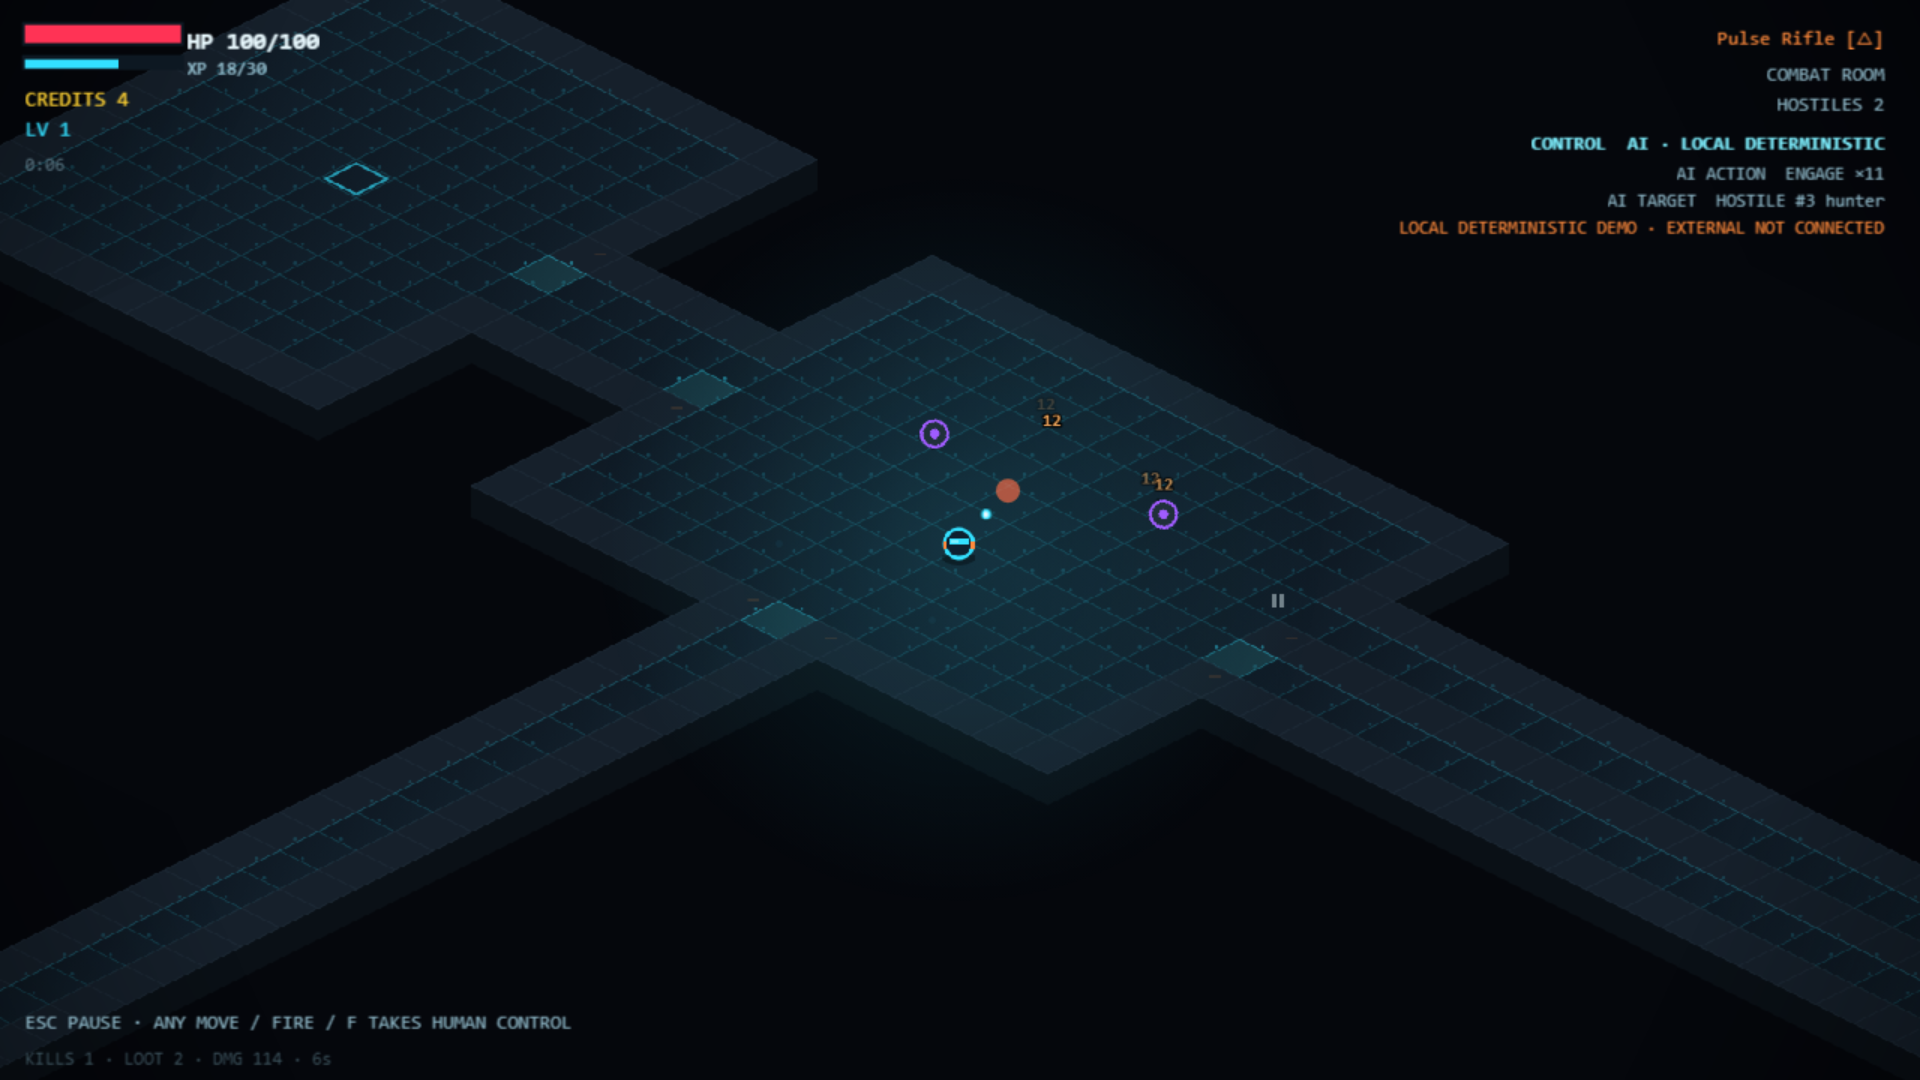 HP 100/100
XP 18/30
CREDITS 4
LV 1
0:06
Pulse Rifle [△]
COMBAT ROOM
HOSTILES 2
CONTROL AI · LOCAL DETERMINISTIC
AI ACTION ENGAGE ×11
AI TARGET HOSTILE #3 hunter
LOCAL DETERMINISTIC DEMO · EXTERNAL NOT CONNECTED
12
12
12
12
ESC PAUSE · ANY MOVE / FIRE / F TAKES HUMAN CONTROL
KILLS 1 · LOOT 2 · DMG 114 · 6s